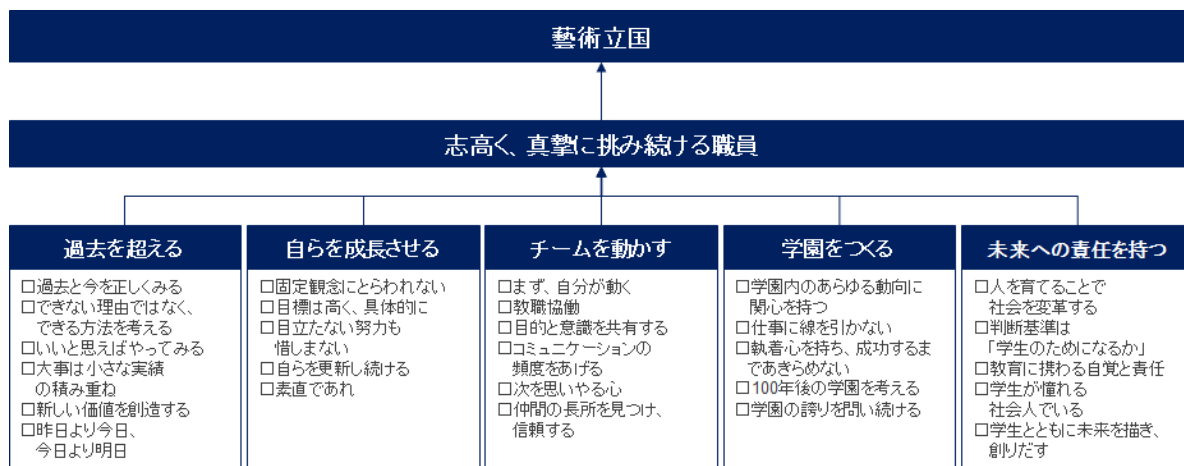 藝術立国
志高く、真摯に挑み続ける職員
過去を超える
□過去と今を正しくみる
□できない理由ではなく、
できる方法を考える
□いいと思えばやってみる
□大事は小さな実績
の積み重ね
□新しい価値を創造する
□昨日より今日、
今日より明日
自らを成長させる
□固定観念にとらわれない
□目標は高く、具体的に
□目立たない努力も
惜しまない
□自らを更新し続ける
□素直であれ
チームを動かす
□まず、自分が動く
□教職協働
□目的と意識を共有する
□コミュニケーションの
頻度をあげる
□次を思いやる心
□仲間の長所を見つけ、
信頼する
学園をつくる
□学園内のあらゆる動向に
関心を持つ
□仕事に線を引かない
□執着心を持ち、成功するま
であきらめない
□100年後の学園を考える
□学園の誇りを問い続ける
未来への責任を持つ
□人を育てることで
社会を変革する
□判断基準は
「学生のためになるか」
□教育に携わる自覚と責任
□学生が憧れる
社会人でいる
□学生とともに未来を描き、
創りだす